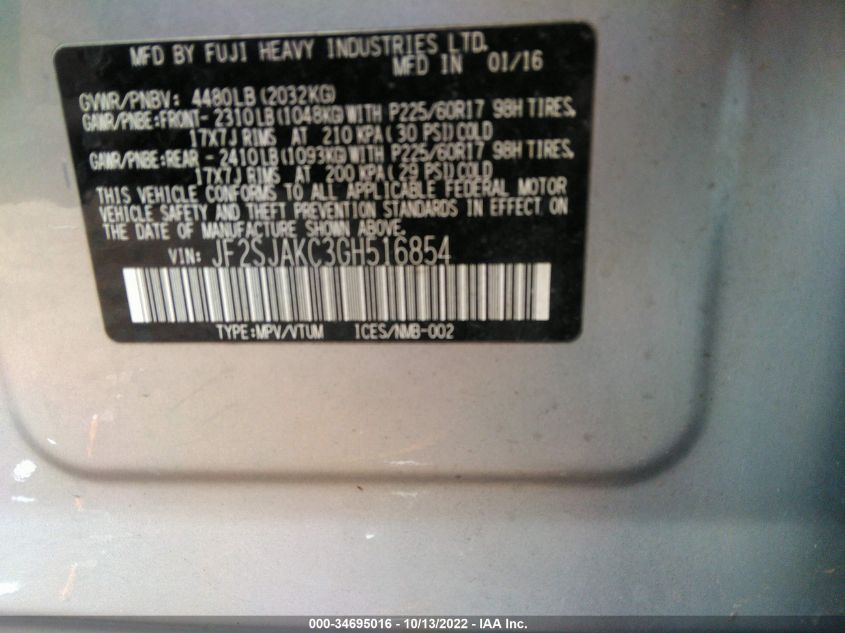 MFD BY FUJI HEAVY INDUSTRIES LTD.
MFD IN 01/16
GVWR/PNBV: 4480LB(2032KG)
GAWR/PNBE:FRONT- 2310LB(1048KG)WITH P225/60R17 98H TIRES,
17X7J RIMS AT 210 KPA(30 PSI)COLD
GAWR/PNBE:REAR - 2410LB(1093KG)WITH P225/60R17 98H TIRES,
17X7J RIMS AT 200 KPA(29 PSI)COLD
THIS VEHICLE CONFORMS TO ALL APPLICABLE FEDERAL MOTOR
VEHICLE SAFETY AND THEFT PREVENTION STANDARDS IN EFFECT ON
THE DATE OF MANUFACTURE SHOWN ABOVE.
VIN: JF2SJAKC3GH516854
TYPE:MPV/VTUM ICES/NMB-002
000-34695016 - 10/13/2022 - IAA Inc.